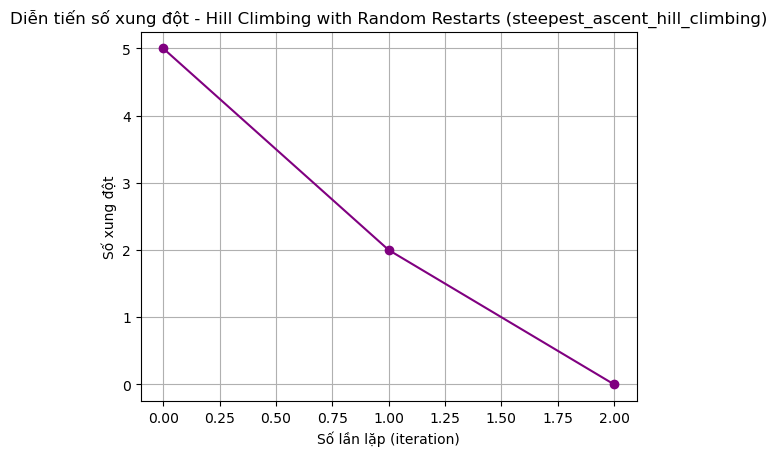 Diễn tiến số xung đột - Hill Climbing with Random Restarts (steepest_ascent_hill_climbing)
Số xung đột
5
4
3
2
1
0
0.00 0.25 0.50 0.75 1.00 1.25 1.50 1.75 2.00
Số lần lặp (iteration)